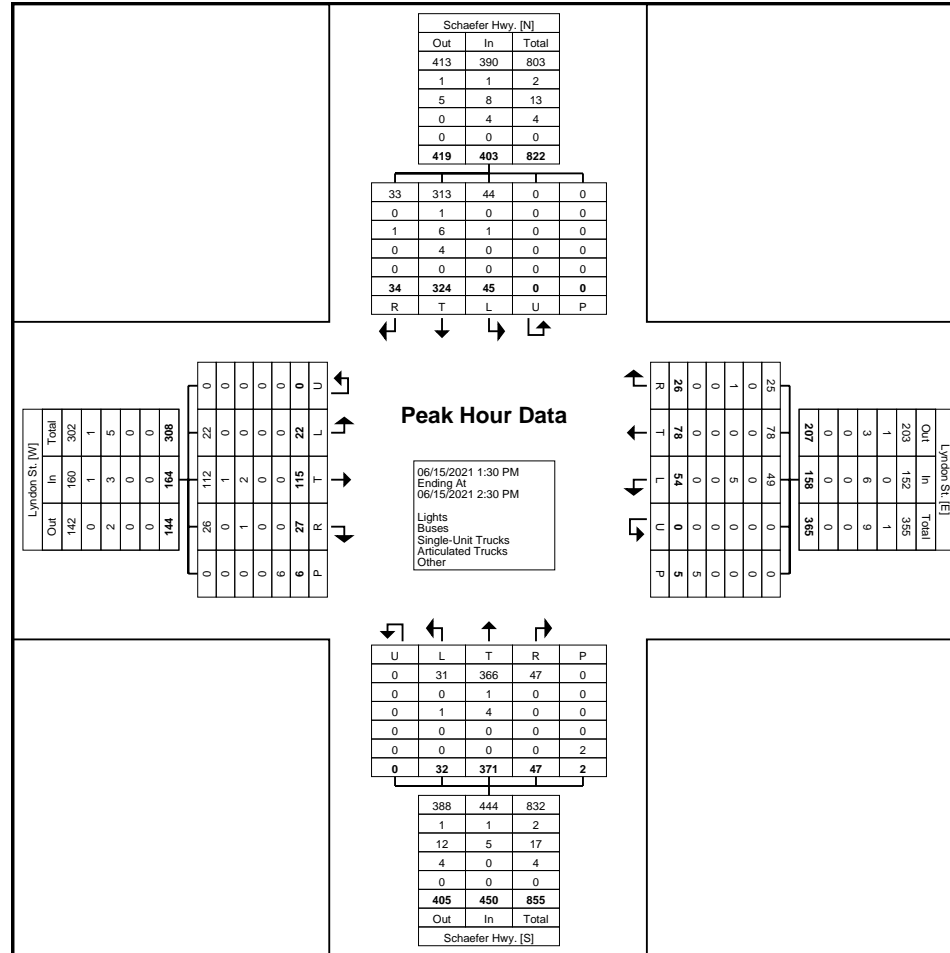 Schaefer Hwy. [N]
Out In Total
413 390 803
1 1 2
5 8 13
0 4 4
0 0 0
419 403 822
33 313 44 0 0
0 1 0 0 0
1 6 1 0 0
0 4 0 0 0
0 0 0 0 0
34 324 45 0 0
R T L U P
Lyndon St. [W]
Total 302 1 5 0 0 308
In 160 1 3 0 0 164
Out 142 0 2 0 0 144
0 0 0 0 0 0 U
22 0 0 0 0 22 L
112 1 2 0 0 115 T
26 0 1 0 0 27 R
0 0 0 0 6 6 P
Peak Hour Data
06/15/2021 1:30 PM
Ending At
06/15/2021 2:30 PM
Lights
Buses
Single-Unit Trucks
Articulated Trucks
Other
R 26 0 0 1 0 25
T 78 0 0 0 0 78
L 54 0 0 5 0 49
U 0 0 0 0 0 0
P 5 5 0 0 0 0
207 0 0 3 1 203 Out
158 0 0 6 0 152 In
365 0 0 9 1 355 Total
Lyndon St. [E]
U L T R P
0 31 366 47 0
0 0 1 0 0
0 1 4 0 0
0 0 0 0 0
0 0 0 0 2
0 32 371 47 2
388 444 832
1 1 2
12 5 17
4 0 4
0 0 0
405 450 855
Out In Total
Schaefer Hwy. [S]